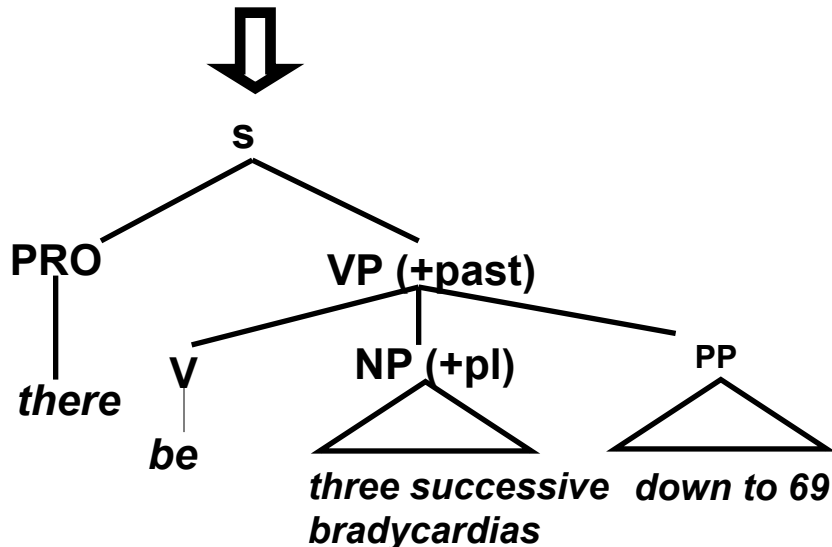 s
PRO
VP (+past)
V
NP (+pl)
PP
there
be
three successive
bradycardias
down to 69